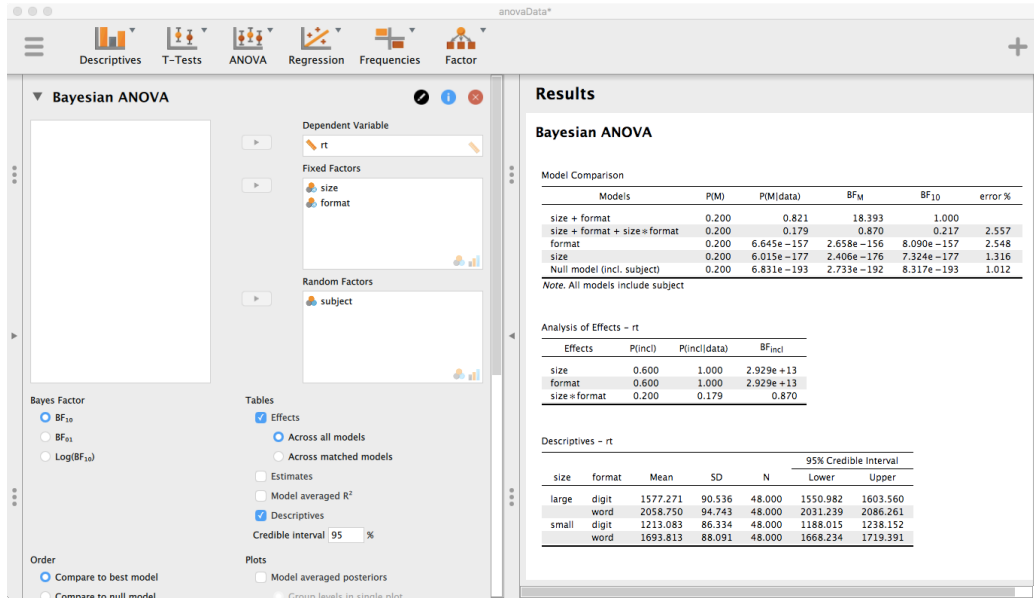 anovaData*
Descriptives T-Tests ANOVA Regression Frequencies Factor
Bayesian ANOVA
Dependent Variable
rt
Fixed Factors
size
format
Random Factors
subject
Bayes Factor
BF₁₀
BF₀₁
Log(BF₁₀)
Tables
Effects
Across all models
Across matched models
Estimates
Model averaged R²
Descriptives
Credible interval 95 %
Order
Compare to best model
Compare to null model
Plots
Model averaged posteriors
Group levels in single plot
Results
Bayesian ANOVA
Model Comparison
Models P(M) P(M|data) BF_M BF₁₀ error %
size + format 0.200 0.821 18.393 1.000
size + format + size∗format 0.200 0.179 0.870 0.217 2.557
format 0.200 6.645e −157 2.658e −156 8.090e −157 2.548
size 0.200 6.015e −177 2.406e −176 7.324e −177 1.316
Null model (incl. subject) 0.200 6.831e −193 2.733e −192 8.317e −193 1.012
Note. All models include subject
Analysis of Effects – rt
Effects P(incl) P(incl|data) BF_incl
size 0.600 1.000 2.929e +13
format 0.600 1.000 2.929e +13
size∗format 0.200 0.179 0.870
Descriptives – rt
95% Credible Interval
size format Mean SD N Lower Upper
large digit 1577.271 90.536 48.000 1550.982 1603.560
word 2058.750 94.743 48.000 2031.239 2086.261
small digit 1213.083 86.334 48.000 1188.015 1238.152
word 1693.813 88.091 48.000 1668.234 1719.391